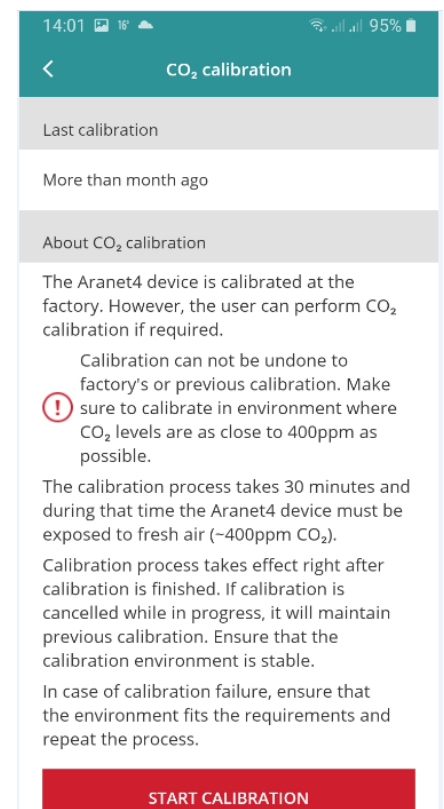 14:01 16° 95%
CO₂ calibration
Last calibration
More than month ago
About CO₂ calibration
The Aranet4 device is calibrated at the
factory. However, the user can perform CO₂
calibration if required.
Calibration can not be undone to
factory's or previous calibration. Make
sure to calibrate in environment where
CO₂ levels are as close to 400ppm as
possible.
The calibration process takes 30 minutes and
during that time the Aranet4 device must be
exposed to fresh air (~400ppm CO₂).
Calibration process takes effect right after
calibration is finished. If calibration is
cancelled while in progress, it will maintain
previous calibration. Ensure that the
calibration environment is stable.
In case of calibration failure, ensure that
the environment fits the requirements and
repeat the process.
START CALIBRATION